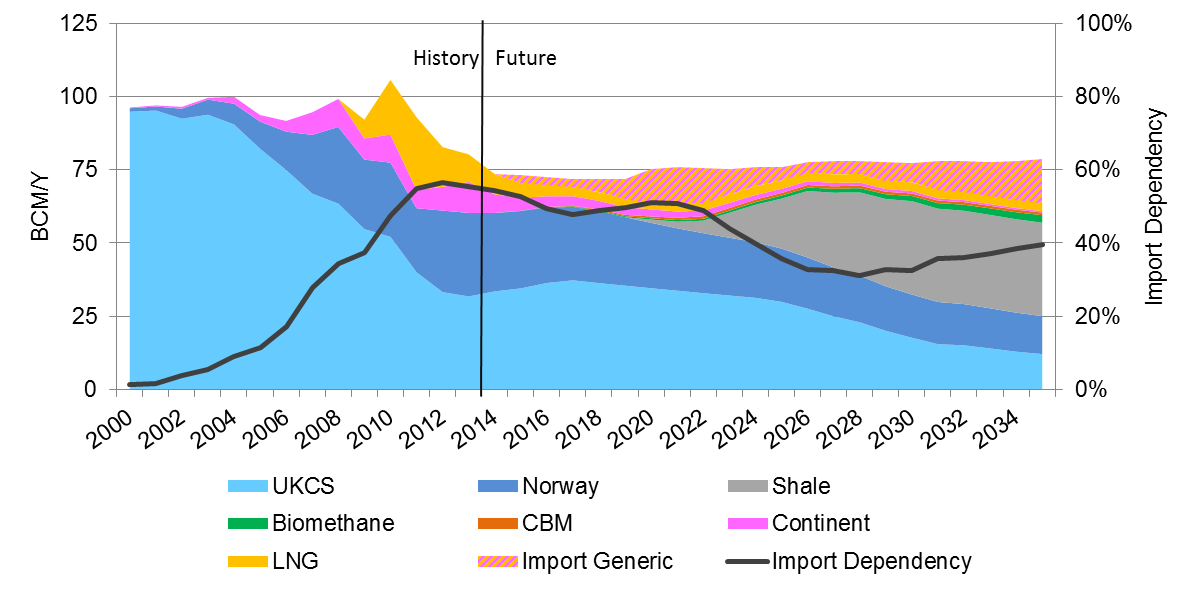 125
100
75
50
25
0
BCM/Y
History
Future
100%
80%
60%
40%
20%
0%
Import Dependency
2000
2002
2004
2006
2008
2010
2012
2014
2016
2018
2020
2022
2024
2026
2028
2030
2032
2034
UKCS
Norway
Shale
Biomethane
CBM
Continent
LNG
Import Generic
Import Dependency